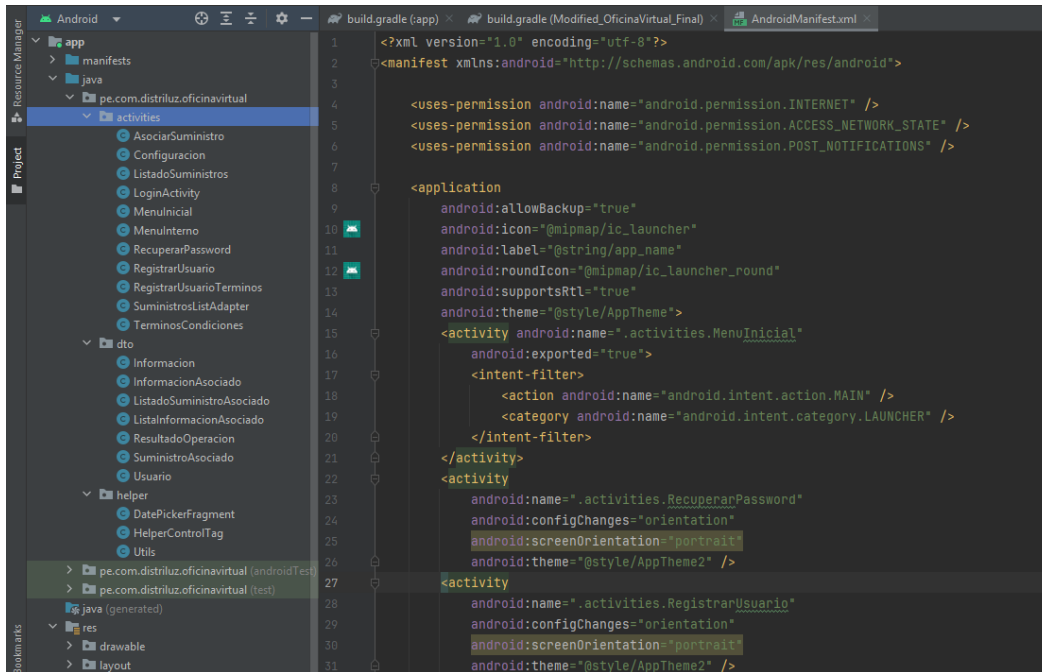 Android
build.gradle (:app)
build.gradle (Modified_OficinaVirtual_Final)
AndroidManifest.xml
Resource Manager
Project
Bookmarks
app
manifests
java
pe.com.distriluz.oficinavirtual
activities
AsociarSuministro
Configuracion
ListadoSuministros
LoginActivity
MenuInicial
MenuInterno
RecuperarPassword
RegistrarUsuario
RegistrarUsuarioTerminos
SuministrosListAdapter
TerminosCondiciones
dto
Informacion
InformacionAsociado
ListadoSuministroAsociado
ListaInformacionAsociado
ResultadoOperacion
SuministroAsociado
Usuario
helper
DatePickerFragment
HelperControlTag
Utils
pe.com.distriluz.oficinavirtual (androidTest)
pe.com.distriluz.oficinavirtual (test)
java (generated)
res
drawable
layout
1 <?xml version="1.0" encoding="utf-8"?>
2 <manifest xmlns:android="http://schemas.android.com/apk/res/android">
3
4 <uses-permission android:name="android.permission.INTERNET" />
5 <uses-permission android:name="android.permission.ACCESS_NETWORK_STATE" />
6 <uses-permission android:name="android.permission.POST_NOTIFICATIONS" />
7
8 <application
9 android:allowBackup="true"
10 android:icon="@mipmap/ic_launcher"
11 android:label="@string/app_name"
12 android:roundIcon="@mipmap/ic_launcher_round"
13 android:supportsRtl="true"
14 android:theme="@style/AppTheme">
15 <activity android:name=".activities.MenuInicial"
16 android:exported="true">
17 <intent-filter>
18 <action android:name="android.intent.action.MAIN" />
19 <category android:name="android.intent.category.LAUNCHER" />
20 </intent-filter>
21 </activity>
22 <activity
23 android:name=".activities.RecuperarPassword"
24 android:configChanges="orientation"
25 android:screenOrientation="portrait"
26 android:theme="@style/AppTheme2" />
27 <activity
28 android:name=".activities.RegistrarUsuario"
29 android:configChanges="orientation"
30 android:screenOrientation="portrait"
31 android:theme="@style/AppTheme2" />